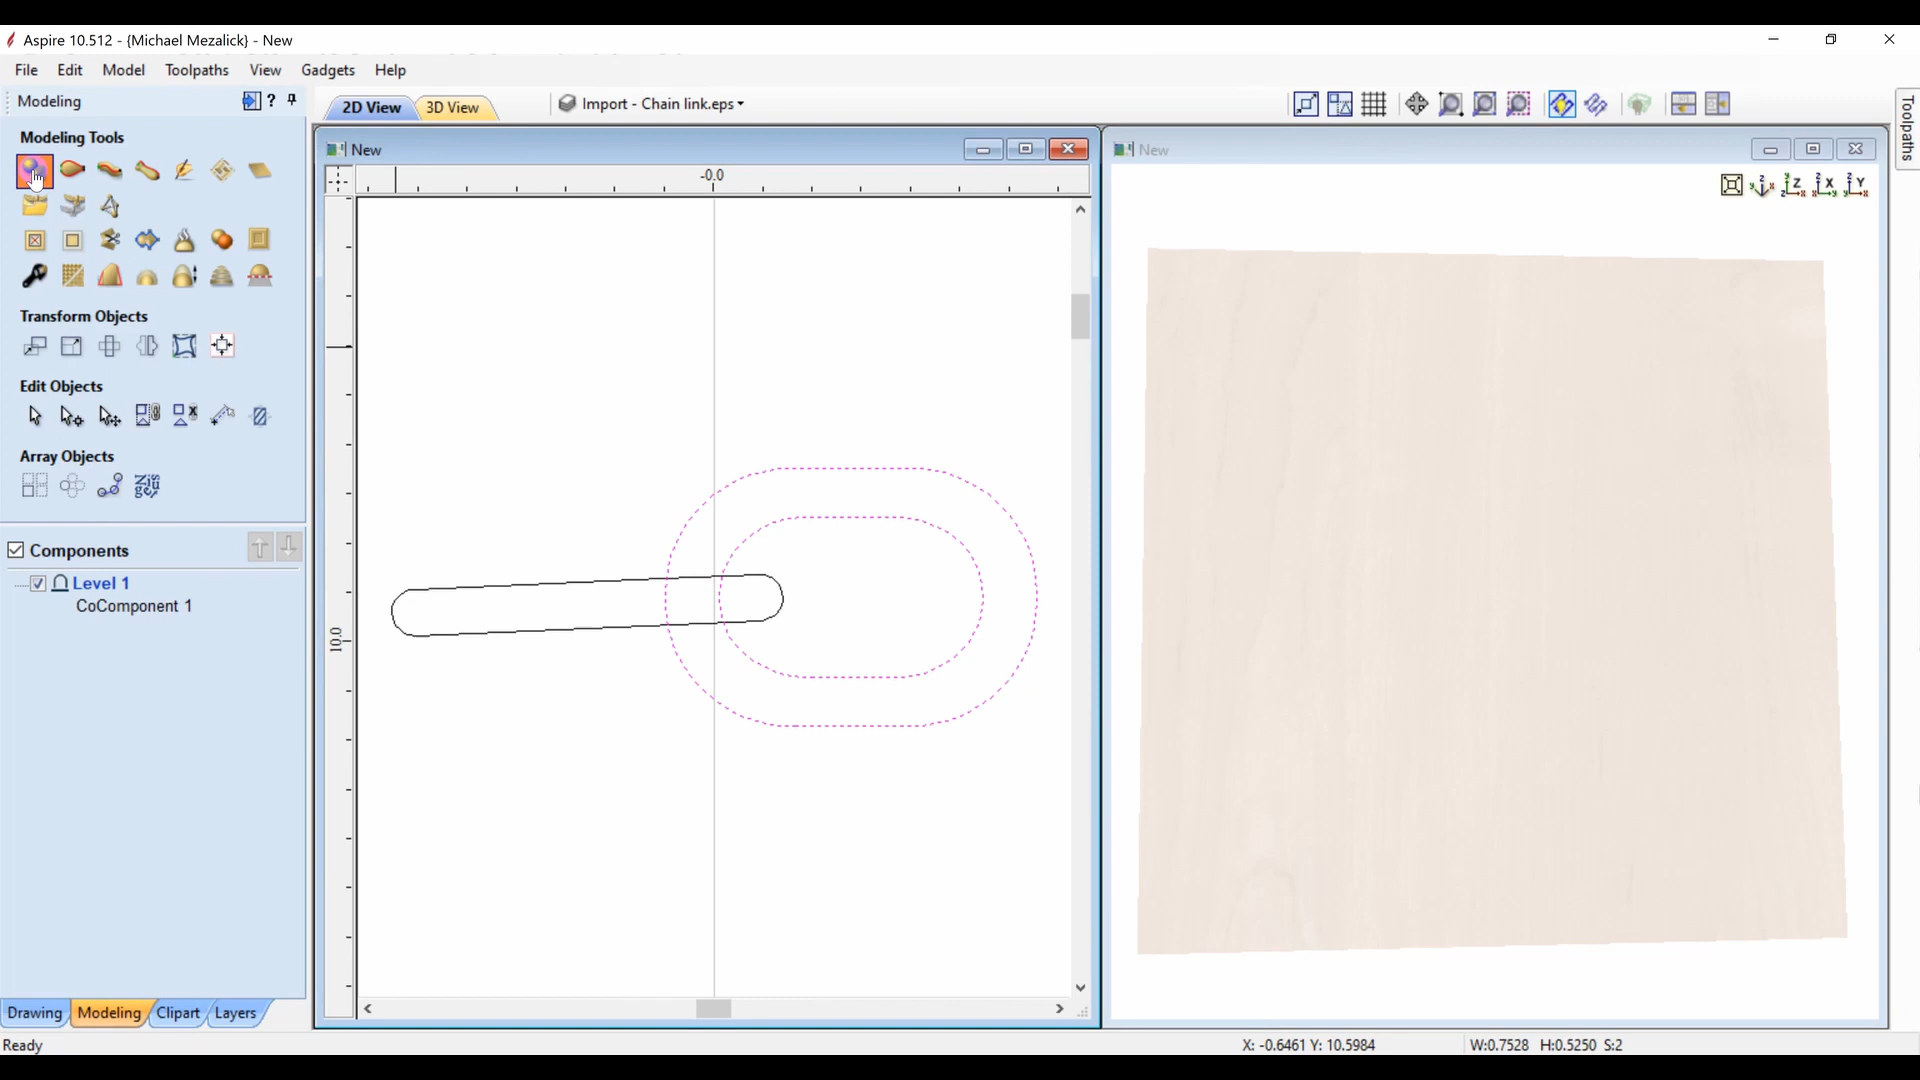 Aspire 10.512 - {Michael Mezalick} - New
File Edit Model Toolpaths View Gadgets Help
Modeling ?
2D View 3D View Import - Chain link.eps
Toolpaths
Modeling Tools
New
New
-0.0
10.0
Z X Y
Transform Objects
Edit Objects
Array Objects
Components
Level 1
CoComponent 1
Drawing Modeling Clipart Layers
Ready X: -0.6461 Y: 10.5984 W:0.7528 H:0.5250 S:2